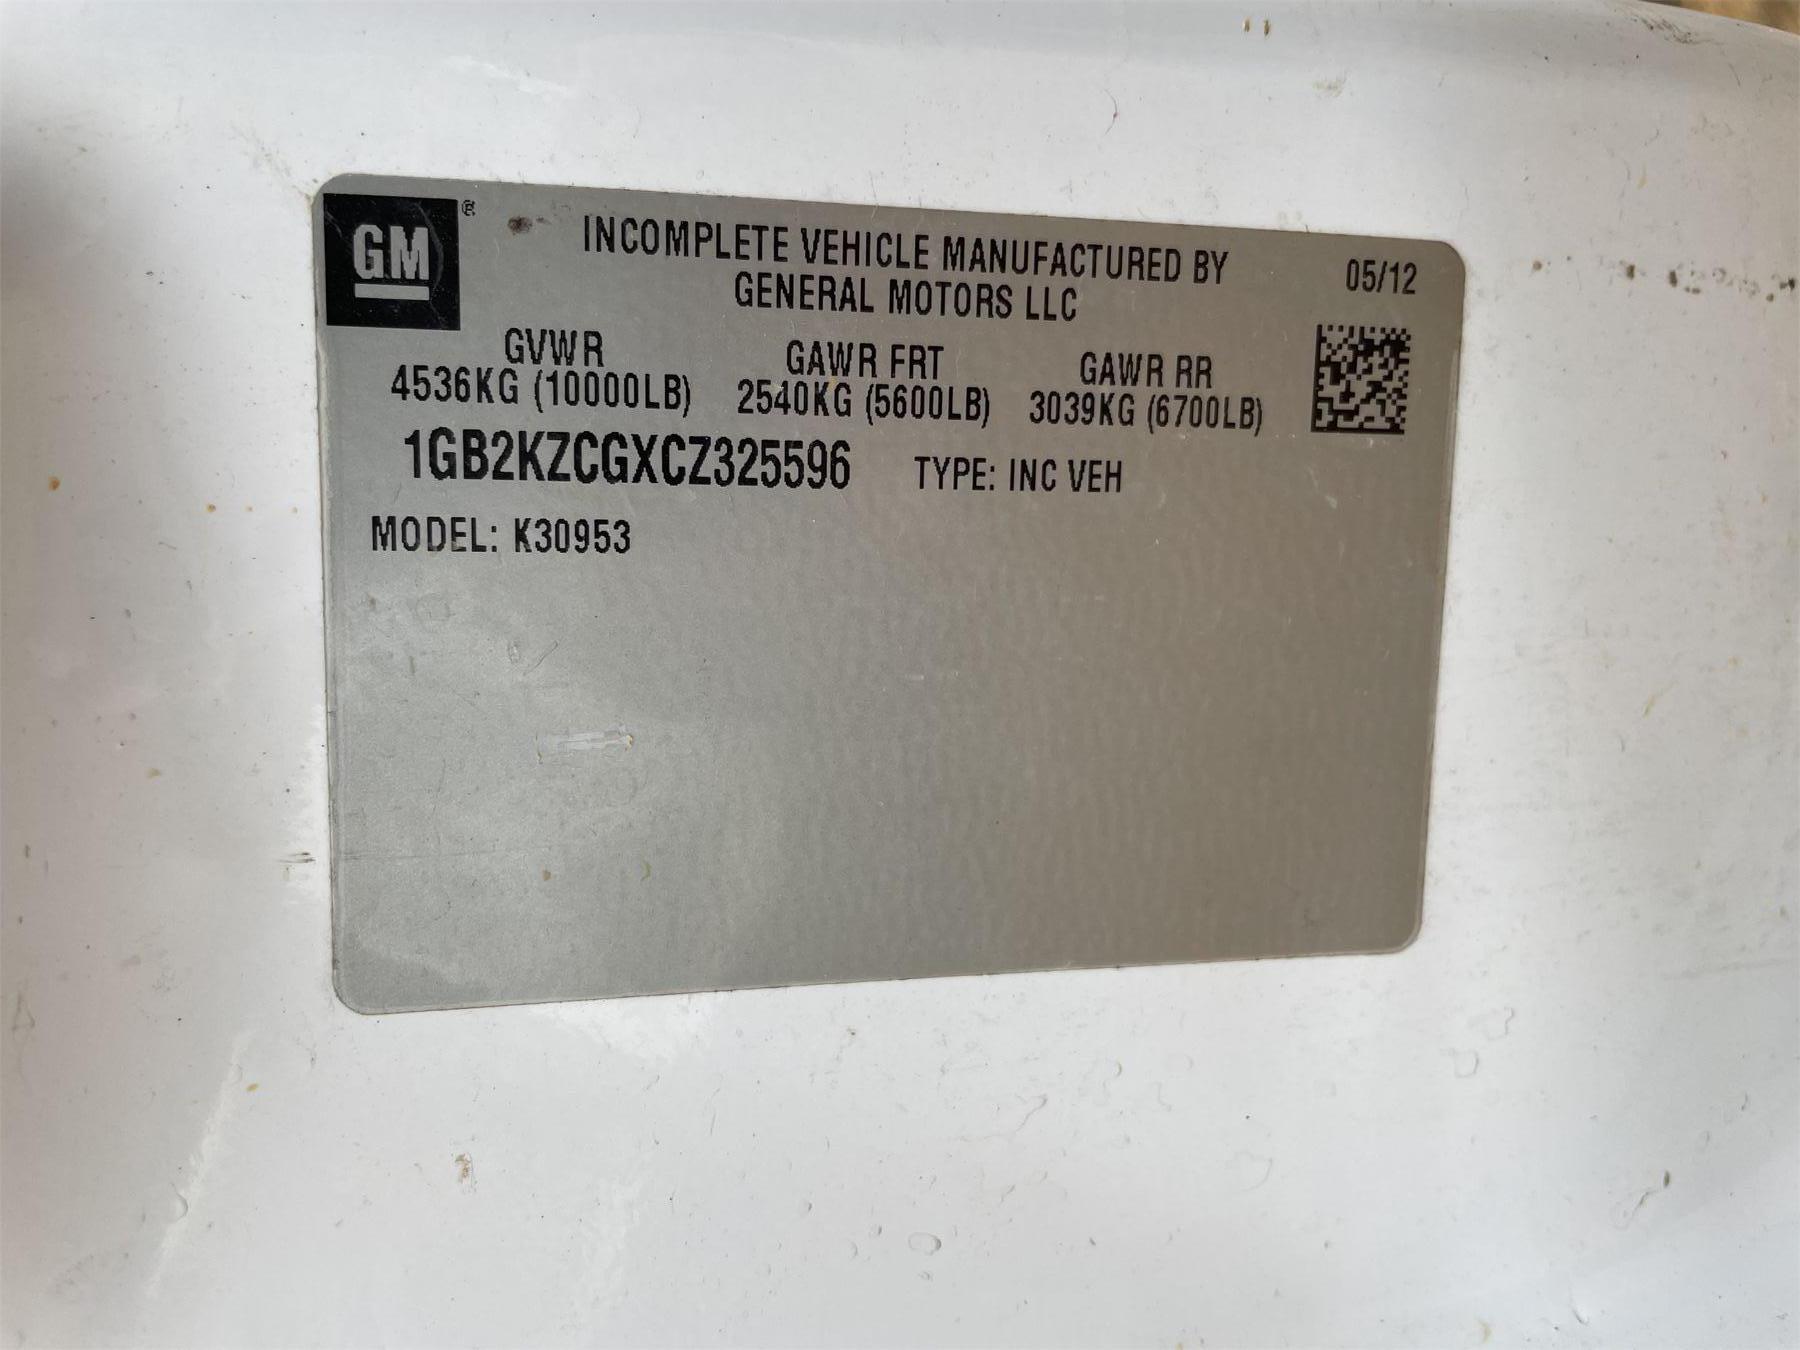 GM ®
INCOMPLETE VEHICLE MANUFACTURED BY
GENERAL MOTORS LLC
05/12
GVWR GAWR FRT GAWR RR
4536KG (10000LB) 2540KG (5600LB) 3039KG (6700LB)
1GB2KZCGXCZ325596 TYPE: INC VEH
MODEL: K30953